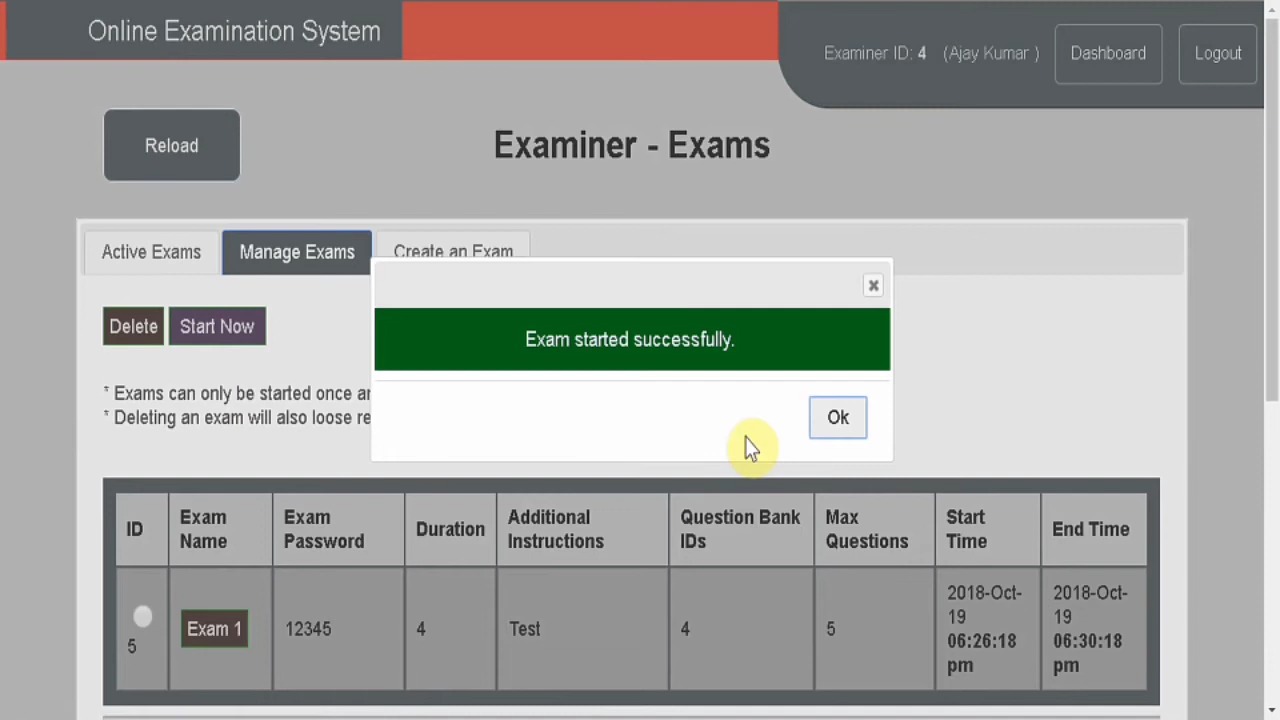 Online Examination System
Examiner ID: 4 (Ajay Kumar )
Dashboard
Logout
Reload
Examiner - Exams
Active Exams
Manage Exams
Create an Exam
Delete
Start Now
Exam started successfully.
Ok
* Exams can only be started once
* Deleting an exam will also loose
ID
Exam
Name
Exam
Password
Duration
Additional
Instructions
Question Bank
IDs
Max
Questions
Start
Time
End Time
5
Exam 1
12345
4
Test
4
5
2018-Oct-
19
06:26:18
pm
2018-Oct-
19
06:30:18
pm